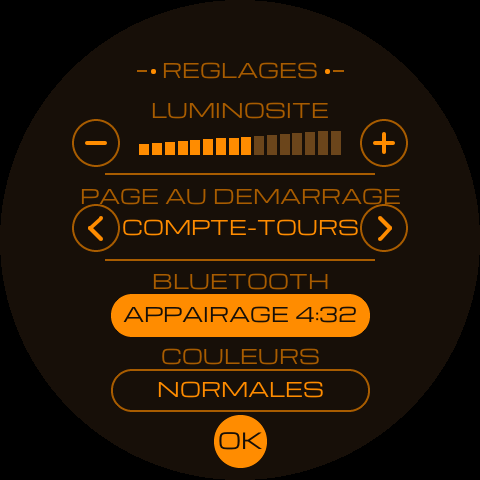 REGLAGES
LUMINOSITE
PAGE AU DEMARRAGE
COMPTE-TOURS
BLUETOOTH
APPAIRAGE 4:32
COULEURS
NORMALES
OK